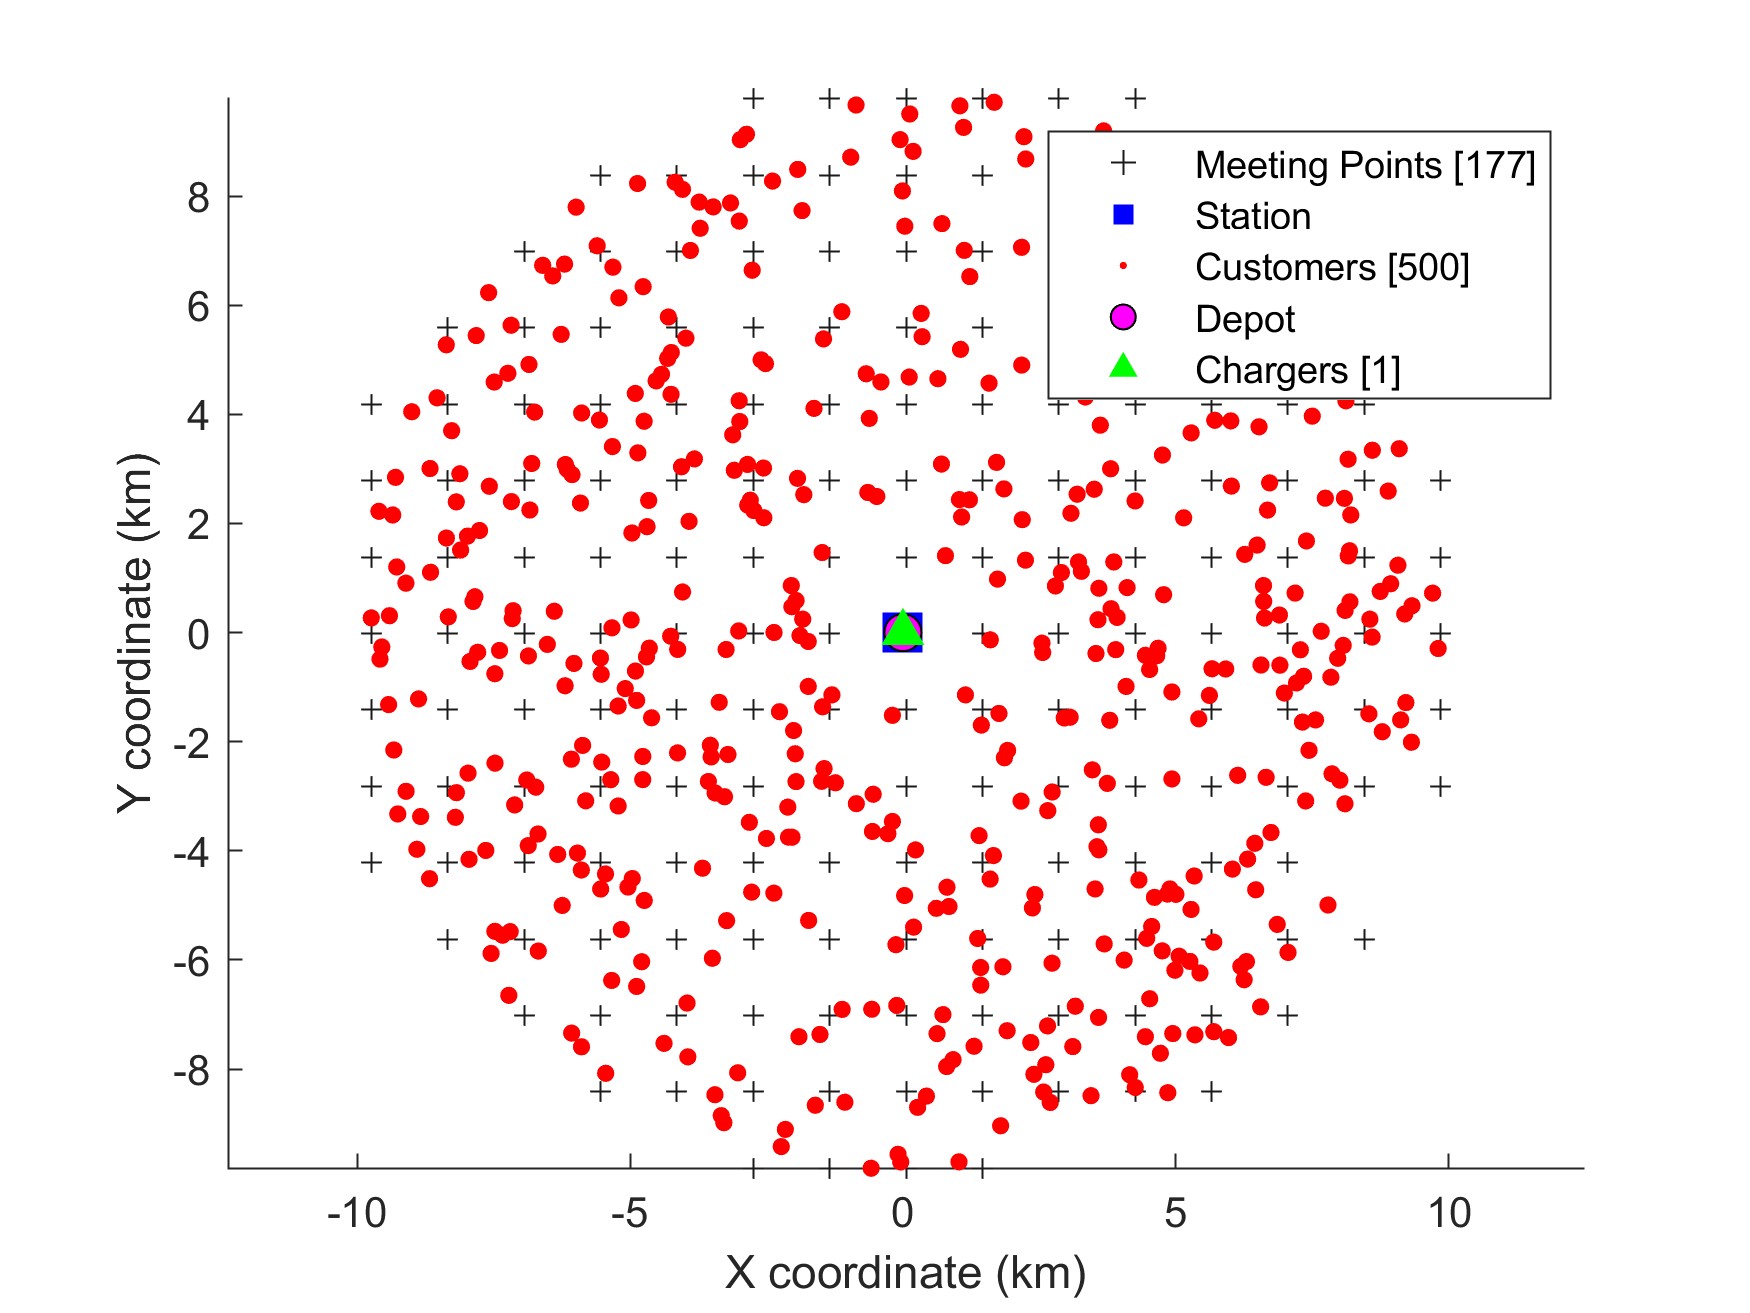 Meeting Points [177]
Station
Customers [500]
Depot
Chargers [1]
8
6
4
2
0
-2
-4
-6
-8
Y coordinate (km)
-10
-5
0
5
10
X coordinate (km)